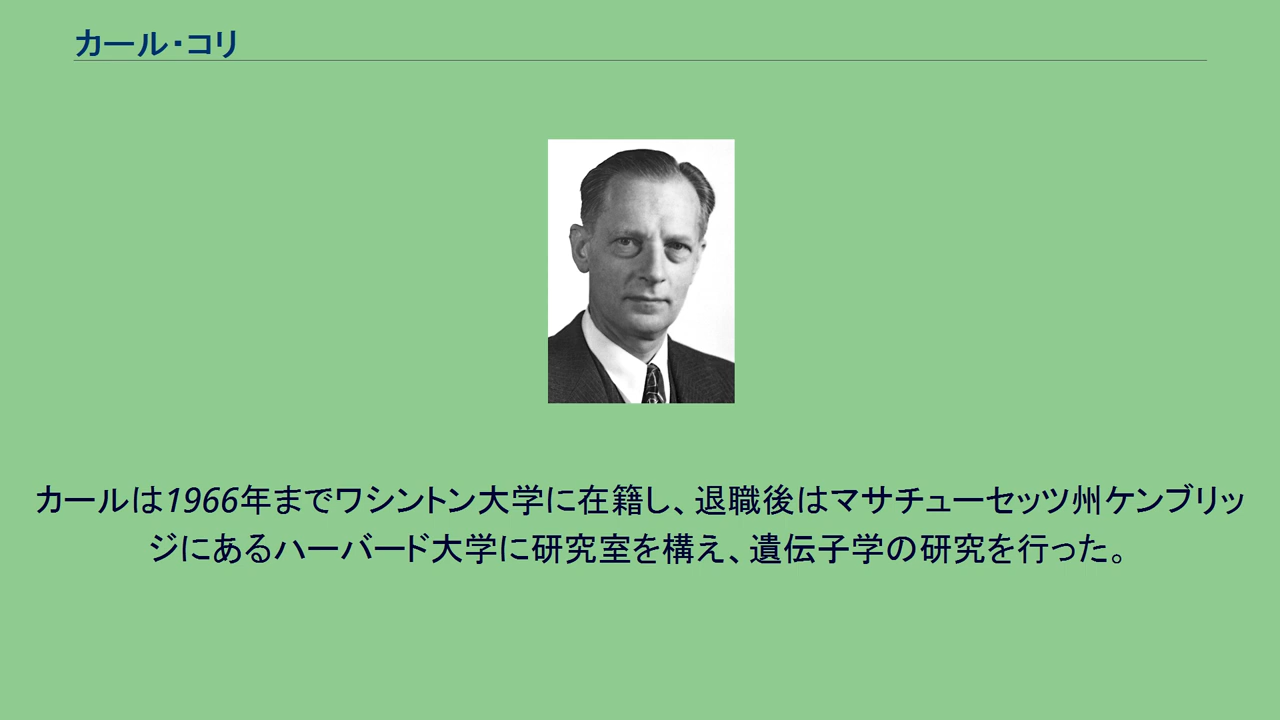 カール・コリ
カールは1966年までワシントン大学に在籍し、退職後はマサチューセッツ州ケンブリッ
ジにあるハーバード大学に研究室を構え、遺伝子学の研究を行った。